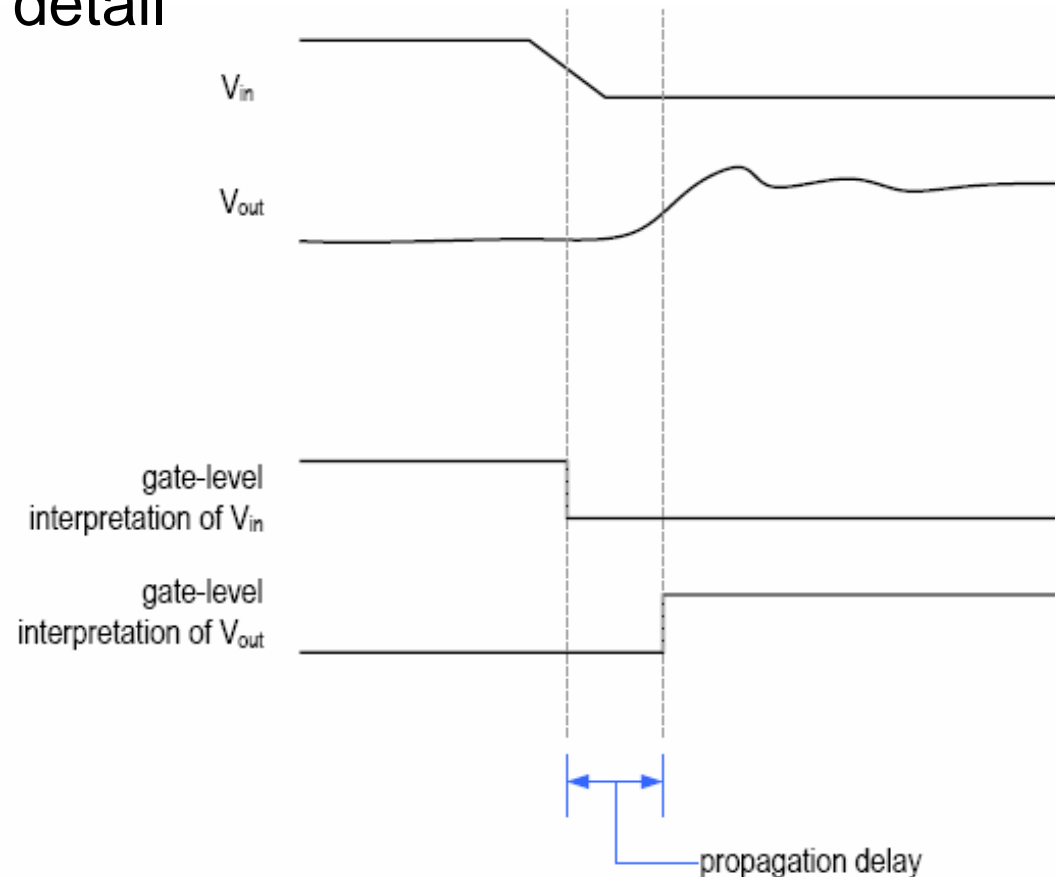 detail
Vin
Vout
gate-level
interpretation of Vin
gate-level
interpretation of Vout
propagation delay